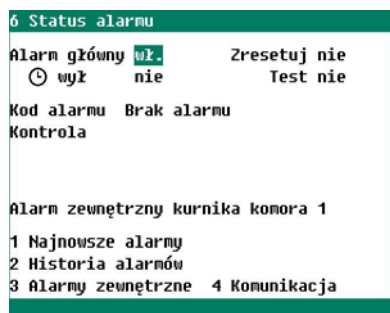 6 Status alarmu
Alarm główny wł. Zresetuj nie
wył nie Test nie
Kod alarmu Brak alarmu
Kontrola
Alarm zewnętrzny kurnika komora 1
1 Najnowsze alarmy
2 Historia alarmów
3 Alarmy zewnętrzne 4 Komunikacja